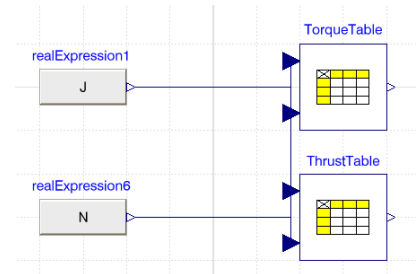 TorqueTable
realExpression1
J
ThrustTable
realExpression6
N